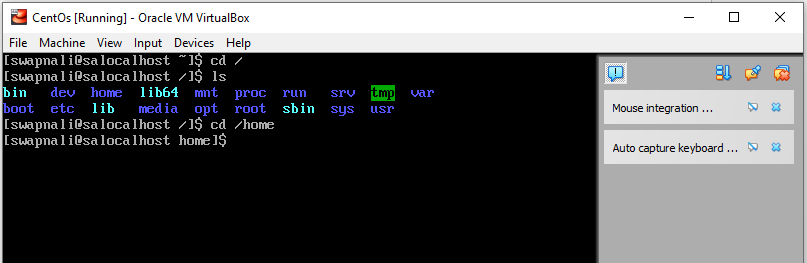 CentOs [Running] - Oracle VM VirtualBox
File Machine View Input Devices Help
[swapnali@salocalhost ~]$ cd /
[swapnali@salocalhost /]$ ls
bin dev home lib64 mnt proc run srv tmp var
boot etc lib media opt root sbin sys usr
[swapnali@salocalhost /]$ cd /home
[swapnali@salocalhost home]$
Mouse integration ...
Auto capture keyboard ...